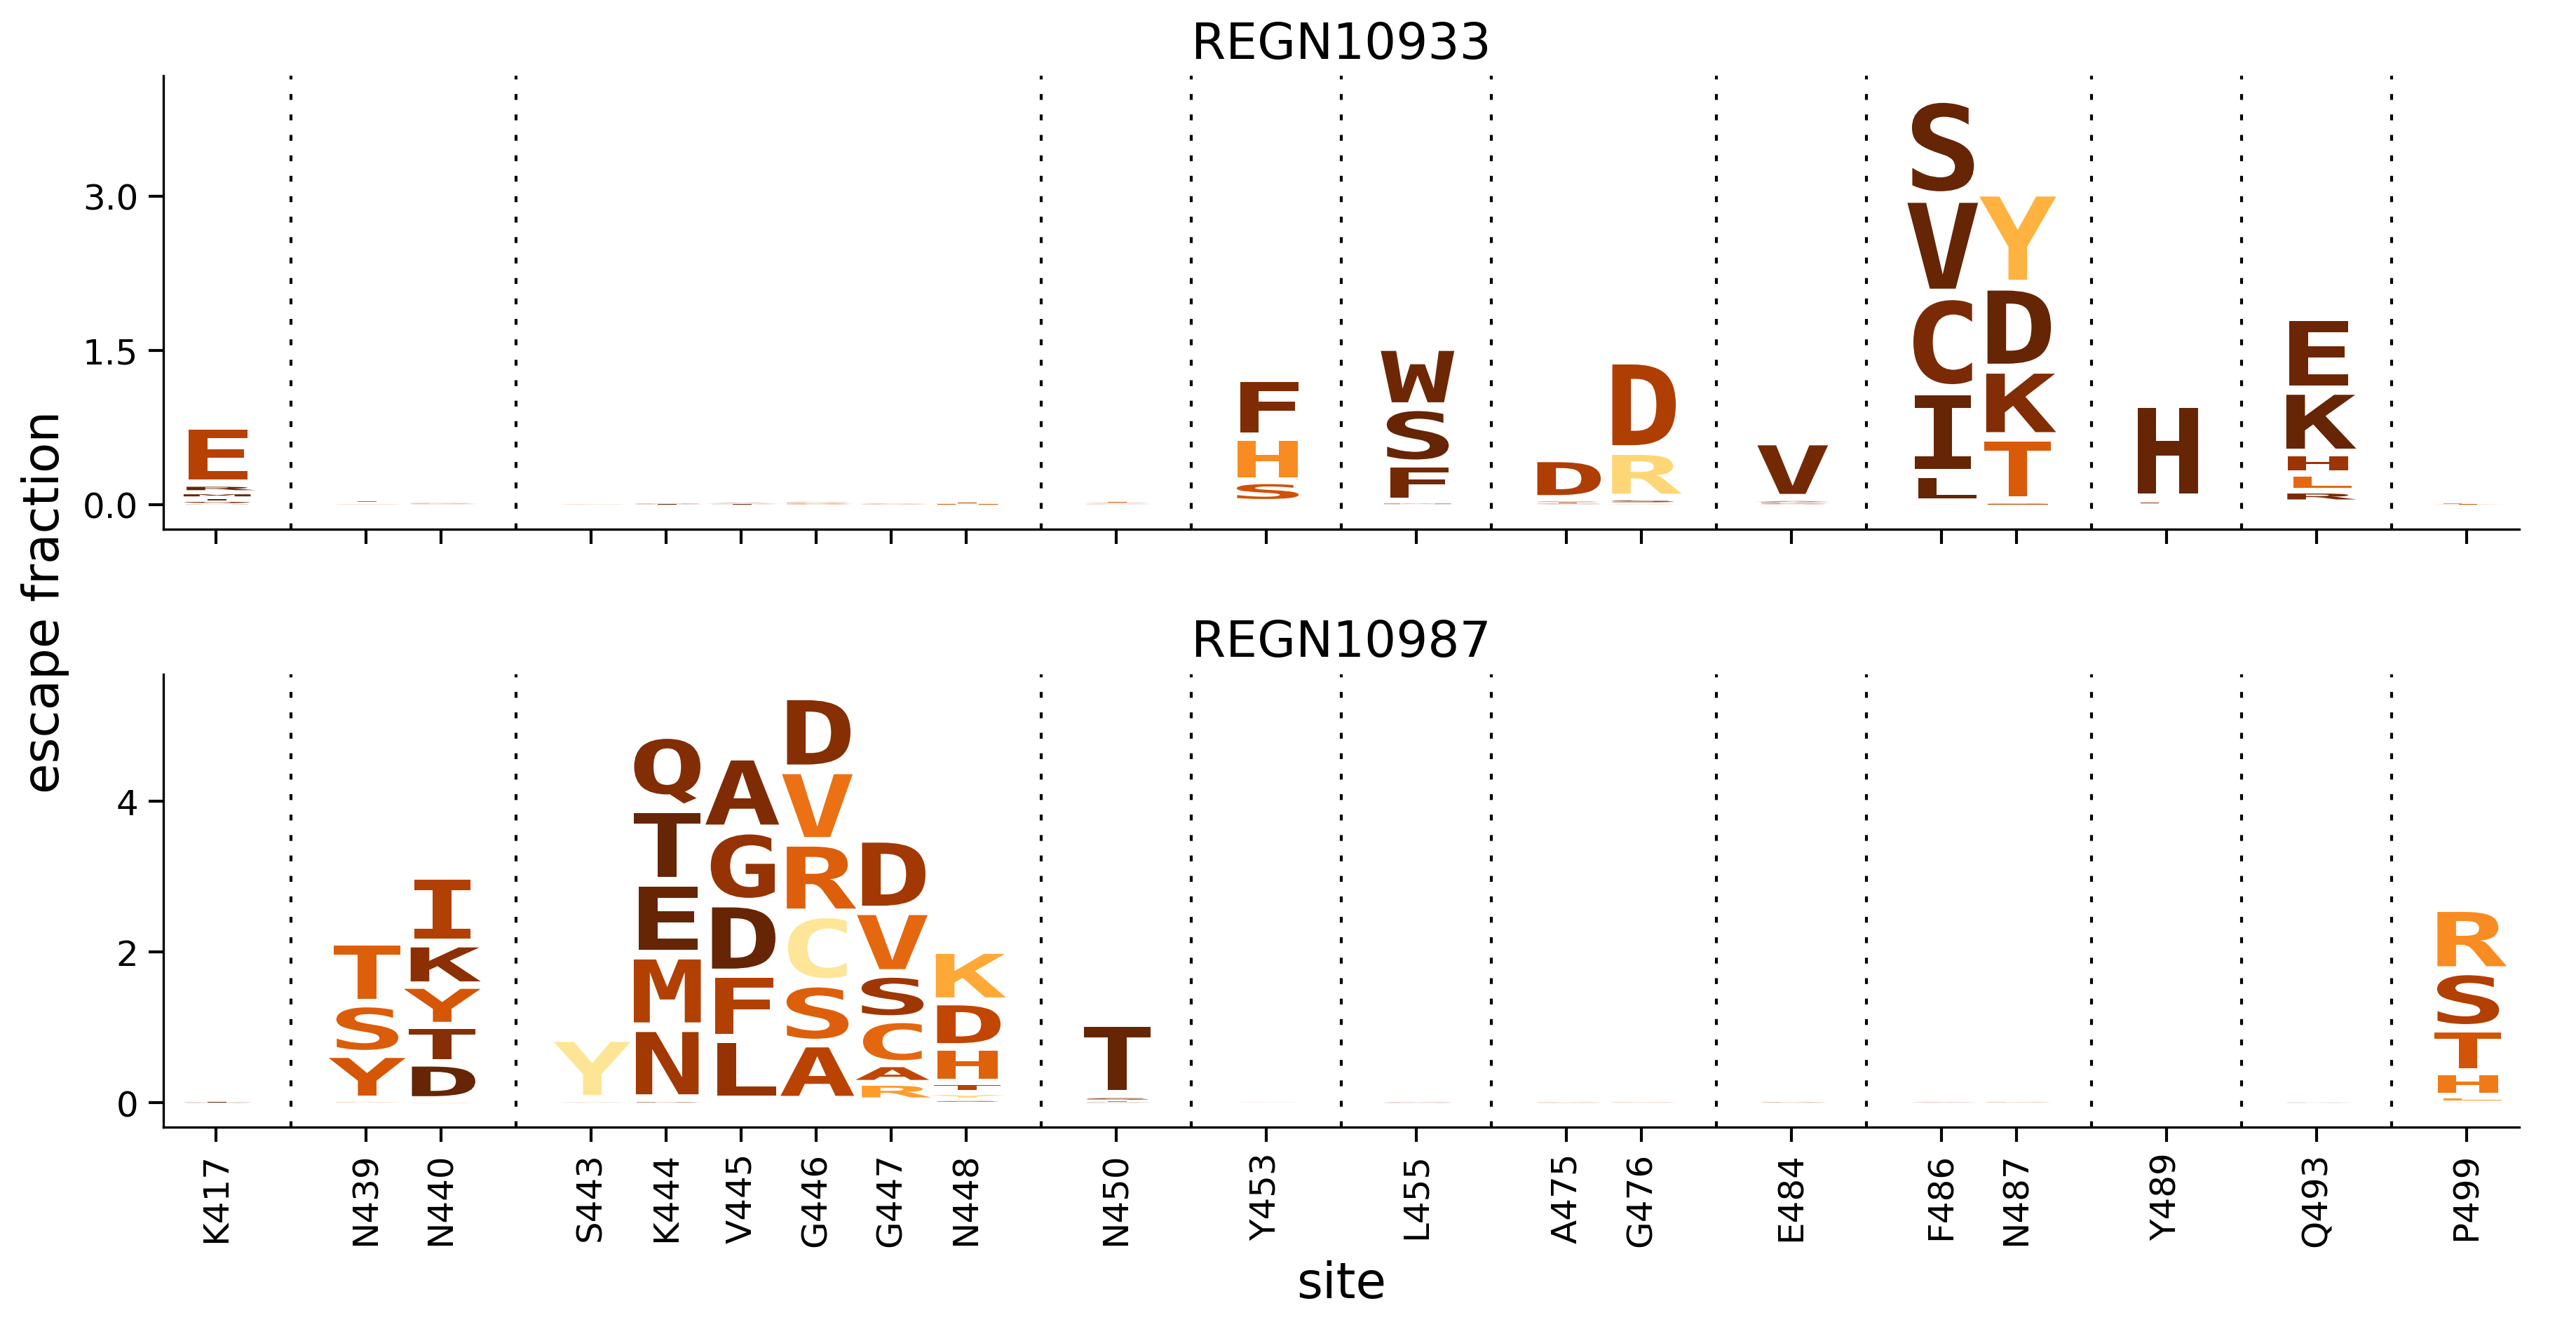 REGN10933
3.0
1.5
0.0
E
F
H
S
W
S
F
D
D
R
V
S
V
C
I
L
Y
D
K
T
H
E
K
H
L
R
escape fraction
REGN10987
4
2
0
T
S
Y
I
K
Y
T
D
Y
Q
T
E
M
N
A
G
D
F
L
D
V
R
C
S
A
D
V
S
C
A
R
K
D
H
T
R
S
T
H
K417 N439 N440 S443 K444 V445 G446 G447 N448 N450 Y453 L455 A475 G476 E484 F486 N487 Y489 Q493 P499
site